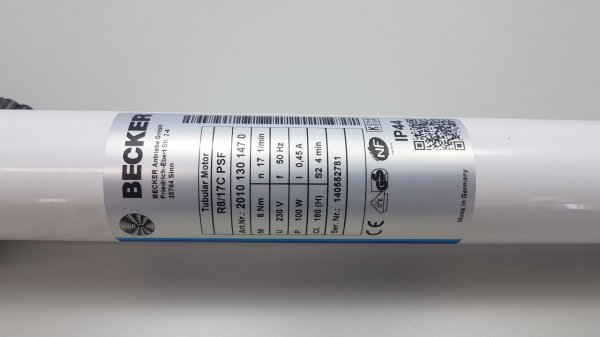 BECKER
BECKER Antriebe GmbH
Friedrich-Ebert Str. 2-4
35764 Sinn
Tubular Motor
R8/17C PSF
Art.Nr.: 2010 130 147 0
M 8 Nm n 17 1/min
U 230 V f 50 Hz
P 100 W I 0,45 A
Cl. 180 (H) S2 4 min
Ser.Nr.: 140552781
CE
GS
NF
IP44
Made in Germany